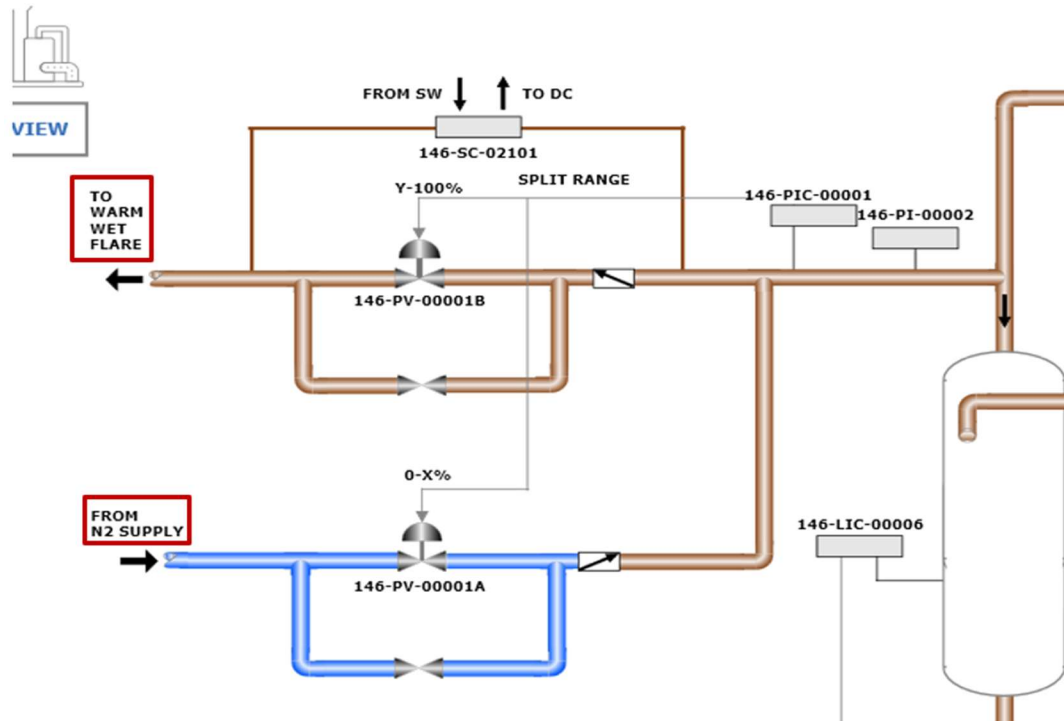 VIEW
FROM SW
TO DC
146-SC-02101
TO
WARM
WET
FLARE
Y-100%
SPLIT RANGE
146-PIC-00001
146-PI-00002
146-PV-00001B
0-X%
FROM
N2 SUPPLY
146-PV-00001A
146-LIC-00006